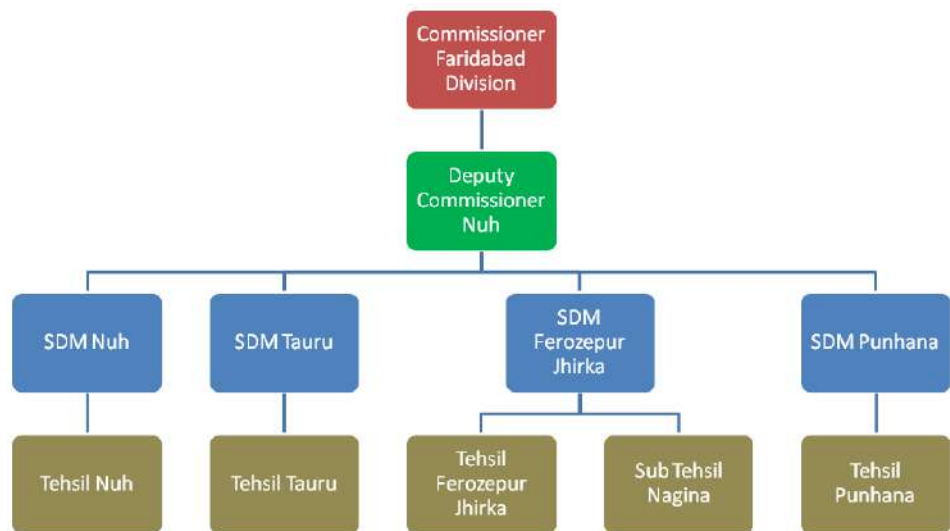 Commissioner
Faridabad
Division
Deputy
Commissioner
Nuh
SDM Nuh
SDM Tauru
SDM
Ferozepur
Jhirka
SDM Punhana
Tehsil Nuh
Tehsil Tauru
Tehsil
Ferozepur
Jhirka
Sub Tehsil
Nagina
Tehsil
Punhana